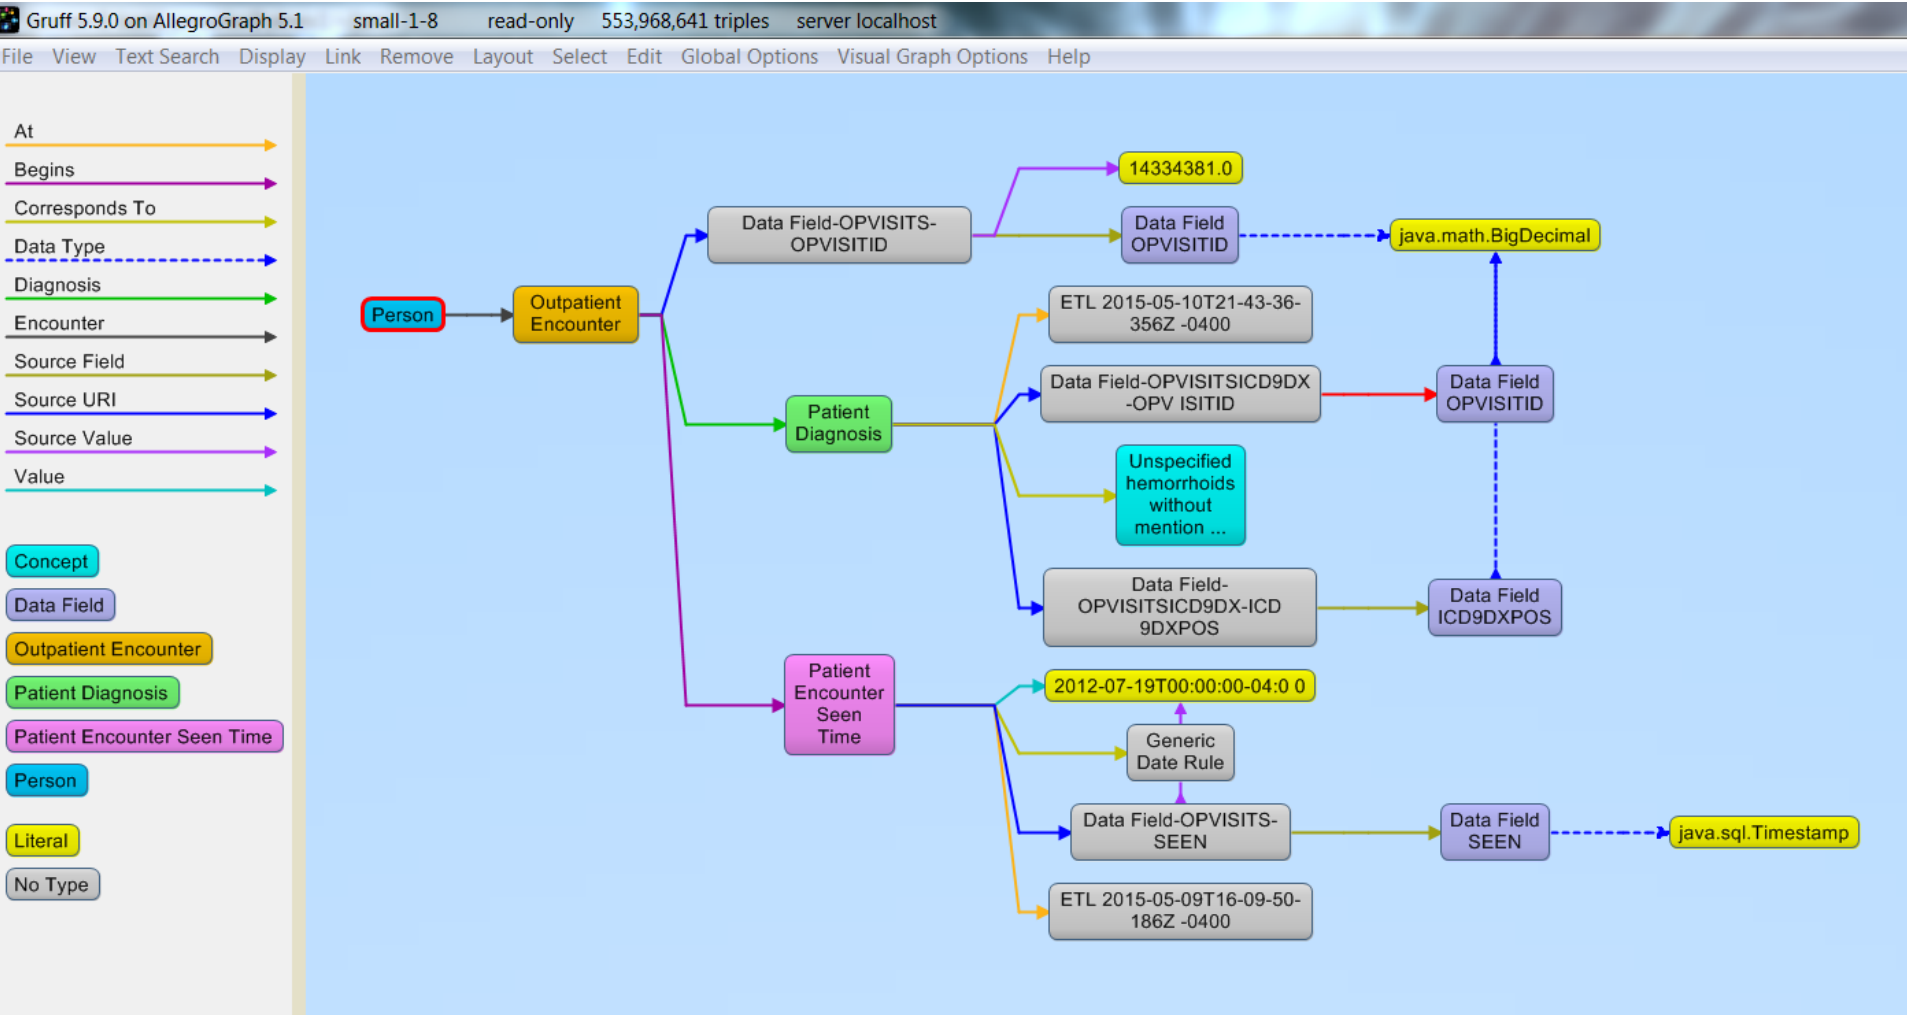 Gruff 5.9.0 on AllegroGraph 5.1 small-1-8 read-only 553,968,641 triples server localhost
File View Text Search Display Link Remove Layout Select Edit Global Options Visual Graph Options Help
At
Begins
Corresponds To
Data Type
Diagnosis
Encounter
Source Field
Source URI
Source Value
Value
Concept
Data Field
Outpatient Encounter
Patient Diagnosis
Patient Encounter Seen Time
Person
Literal
No Type
Person
Outpatient
Encounter
Data Field-OPVISITS-
OPVISITID
14334381.0
Data Field
OPVISITID
java.math.BigDecimal
Patient
Diagnosis
ETL 2015-05-10T21-43-36-
356Z -0400
Data Field-OPVISITSICD9DX
-OPV ISITID
Data Field
OPVISITID
Unspecified
hemorrhoids
without
mention ...
Data Field-
OPVISITSICD9DX-ICD
9DXPOS
Data Field
ICD9DXPOS
Patient
Encounter
Seen
Time
2012-07-19T00:00:00-04:0 0
Generic
Date Rule
Data Field-OPVISITS-
SEEN
Data Field
SEEN
java.sql.Timestamp
ETL 2015-05-09T16-09-50-
186Z -0400